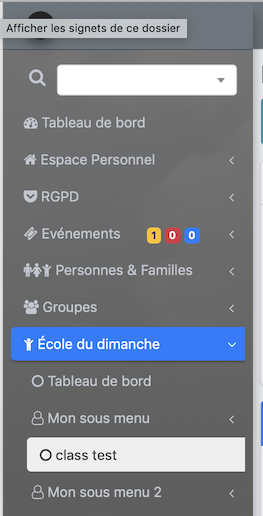 Afficher les signets de ce dossier
Tableau de bord
Espace Personnel
RGPD
Evénements 1 0 0
Personnes & Familles
Groupes
École du dimanche
Tableau de bord
Mon sous menu
class test
Mon sous menu 2